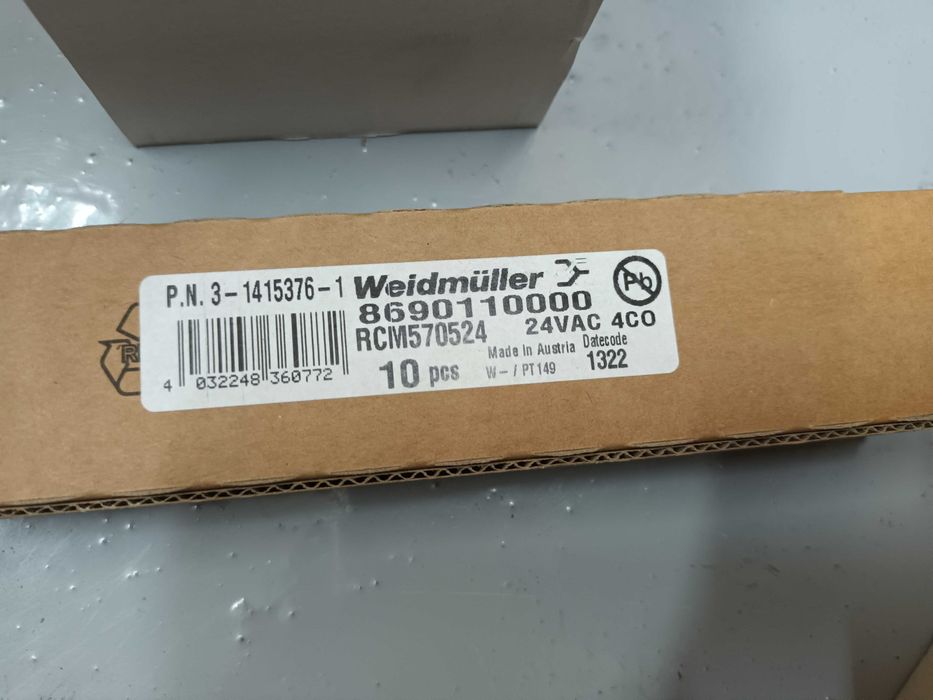 P.N. 3-1415376-1
4 032248 360772
Weidmüller
8690110000
RCM570524
24VAC 4CO
10 pcs
Made in Austria
W-/PT149
Datecode
1322
Pb
R